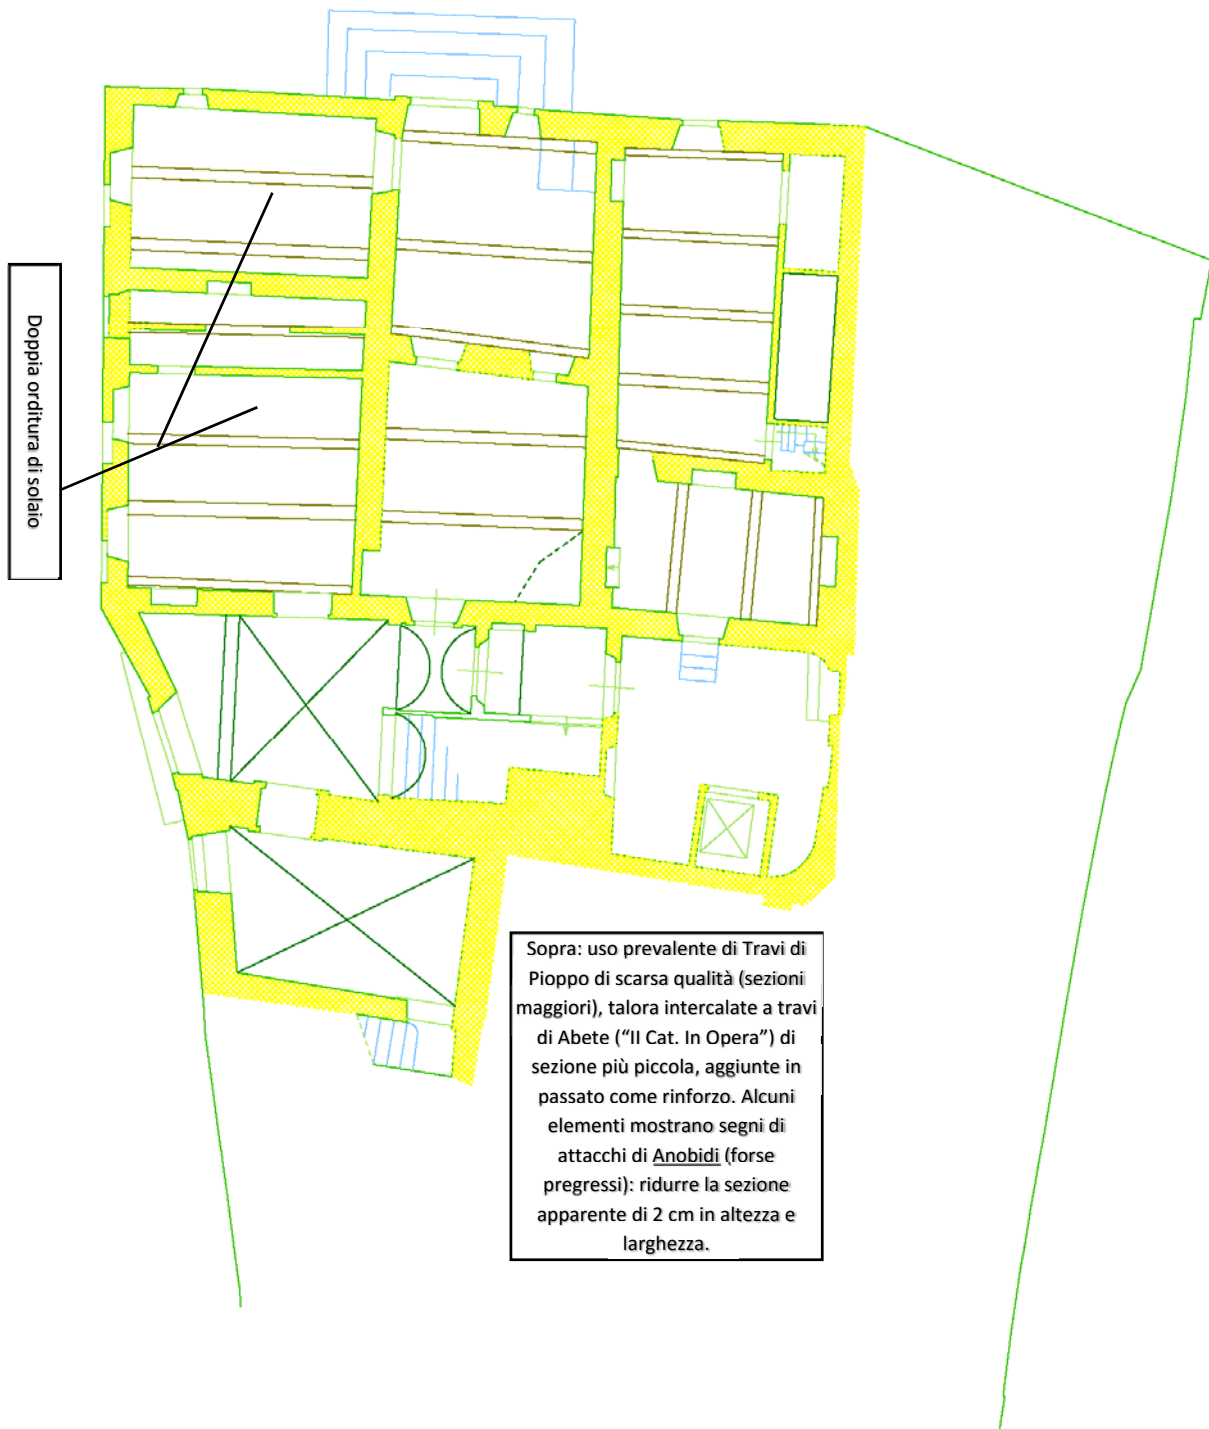 Doppia orditura di solaio
Sopra: uso prevalente di Travi di
Pioppo di scarsa qualità (sezioni
maggiori), talora intercalate a travi
di Abete (“II Cat. In Opera”) di
sezione più piccola, aggiunte in
passato come rinforzo. Alcuni
elementi mostrano segni di
attacchi di Anobidi (forse
pregressi): ridurre la sezione
apparente di 2 cm in altezza e
larghezza.